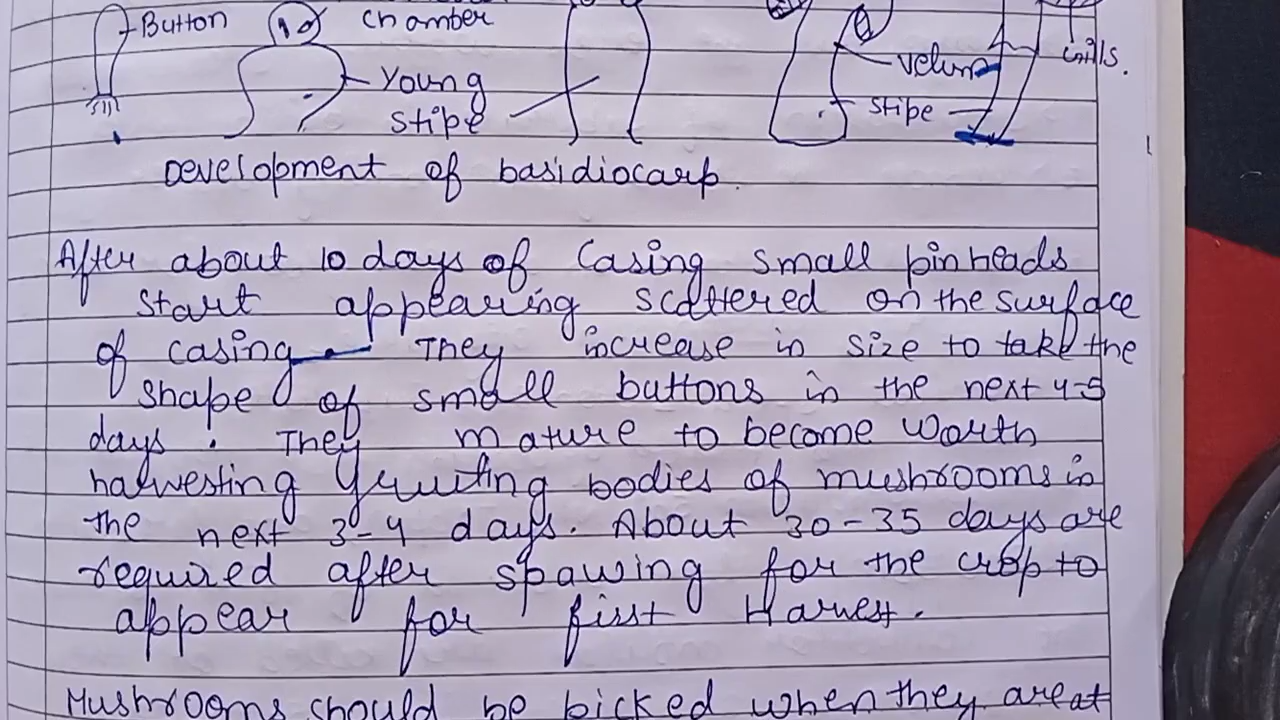 Button
chamber
Young
stipe
velum
stipe
Development of basidiocarp.
After about 10 days of casing small pinheads
start appearing scattered on the surface
of casing. They increase in size to take the
shape of small buttons in the next 4-5
days. They mature to become worth
harvesting fruiting bodies of mushrooms in
the next 3-4 days. About 30-35 days are
required after spawing for the crop to
appear for first Harvest.
Mushrooms should be picked when they are at